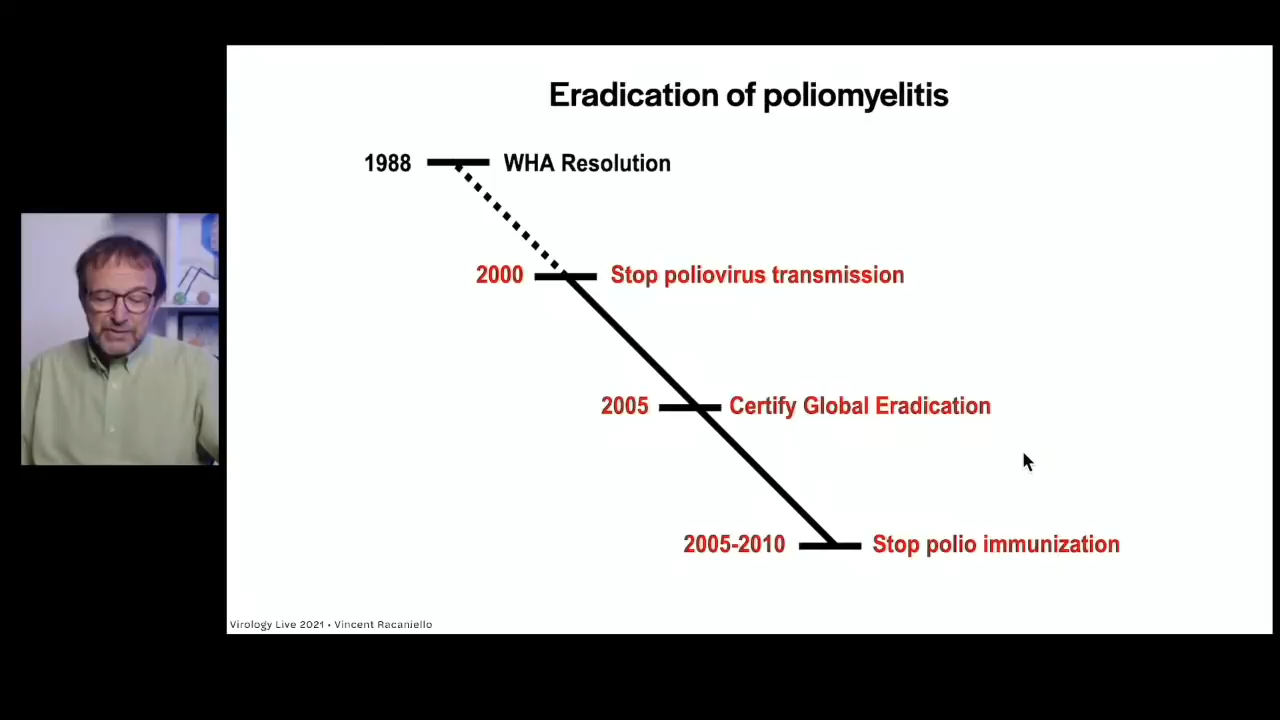 Eradication of poliomyelitis
1988 WHA Resolution
2000 Stop poliovirus transmission
2005 Certify Global Eradication
2005-2010 Stop polio immunization
Virology Live 2021 • Vincent Racaniello